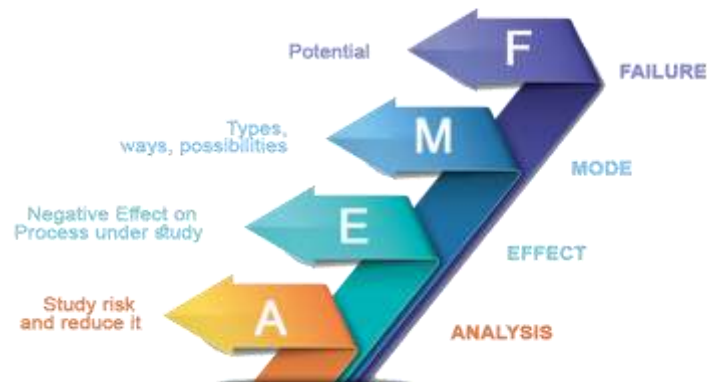 F
Potential
FAILURE
M
Types,
ways, possibilities
MODE
E
Negative Effect on
Process under study
EFFECT
A
Study risk
and reduce it
ANALYSIS